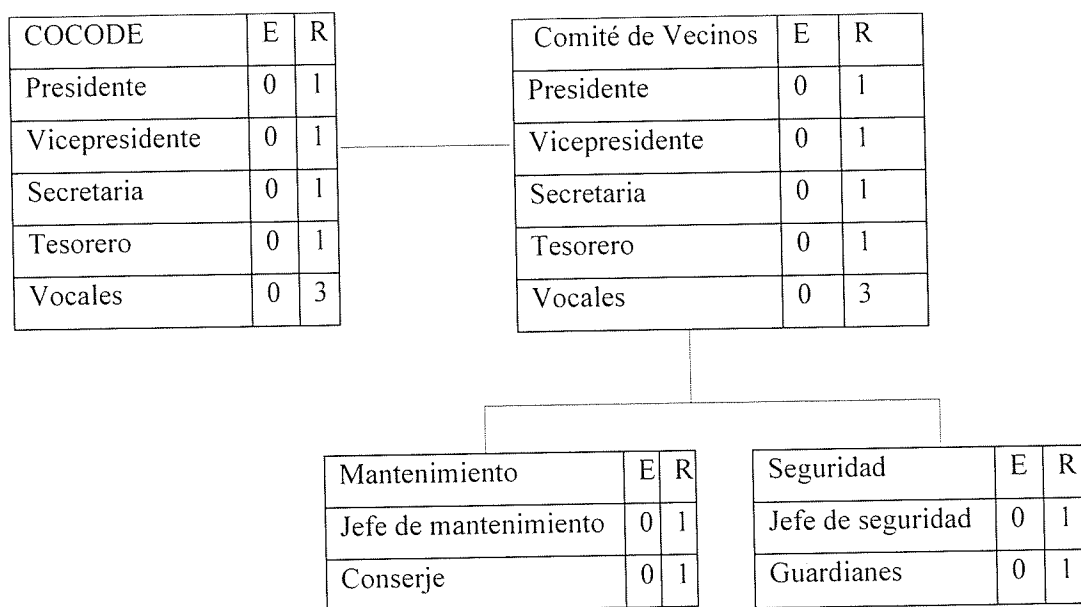 COCODE E R
Presidente 0 1
Vicepresidente 0 1
Secretaria 0 1
Tesorero 0 1
Vocales 0 3
Comité de Vecinos E R
Presidente 0 1
Vicepresidente 0 1
Secretaria 0 1
Tesorero 0 1
Vocales 0 3
Mantenimiento E R
Jefe de mantenimiento 0 1
Conserje 0 1
Seguridad E R
Jefe de seguridad 0 1
Guardianes 0 1